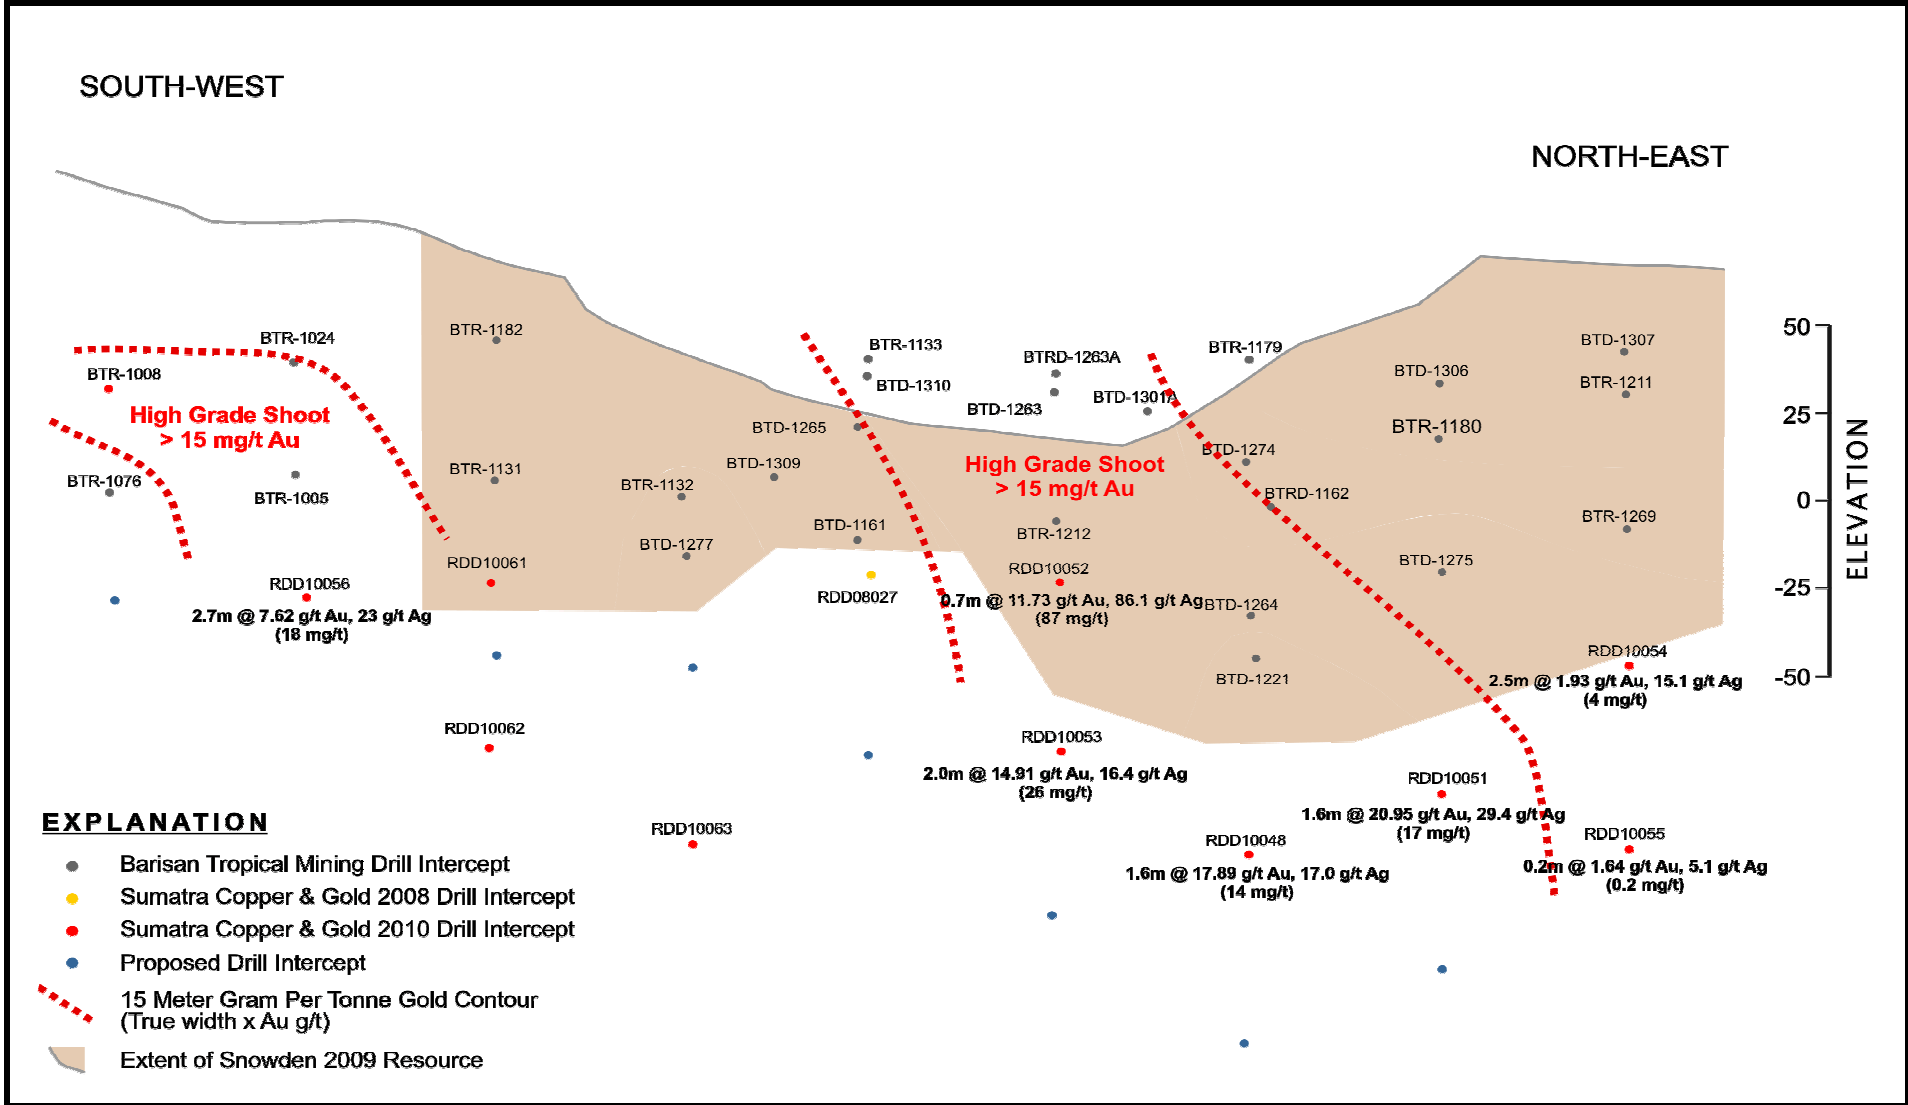 SOUTH-WEST
NORTH-EAST
BTR-1024
BTR-1008
High Grade Shoot
> 15 mg/t Au
BTR-1076
BTR-1005
RDD10056
2.7m @ 7.62 g/t Au, 23 g/t Ag
(18 mg/t)
BTR-1182
BTR-1131
RDD10061
RDD10062
BTR-1132
BTD-1277
RDD10063
BTD-1265
BTD-1309
BTR-1133
BTD-1310
BTD-1161
RDD08027
BTRD-1263A
BTD-1263
BTD-1301A
High Grade Shoot
> 15 mg/t Au
BTR-1212
RDD10052
0.7m @ 11.73 g/t Au, 86.1 g/t Ag
(87 mg/t)
RDD10053
2.0m @ 14.91 g/t Au, 16.4 g/t Ag
(26 mg/t)
BTR-1179
BTD-1274
BTRD-1162
BTD-1264
BTD-1221
RDD10048
1.6m @ 17.89 g/t Au, 17.0 g/t Ag
(14 mg/t)
BTD-1306
BTR-1180
BTD-1275
RDD10051
1.6m @ 20.95 g/t Au, 29.4 g/t Ag
(17 mg/t)
BTD-1307
BTR-1211
BTR-1269
RDD10054
2.5m @ 1.93 g/t Au, 15.1 g/t Ag
(4 mg/t)
RDD10055
0.2m @ 1.64 g/t Au, 5.1 g/t Ag
(0.2 mg/t)
50
25
0
-25
-50
ELEVATION
EXPLANATION
Barisan Tropical Mining Drill Intercept
Sumatra Copper & Gold 2008 Drill Intercept
Sumatra Copper & Gold 2010 Drill Intercept
Proposed Drill Intercept
15 Meter Gram Per Tonne Gold Contour
(True width x Au g/t)
Extent of Snowden 2009 Resource